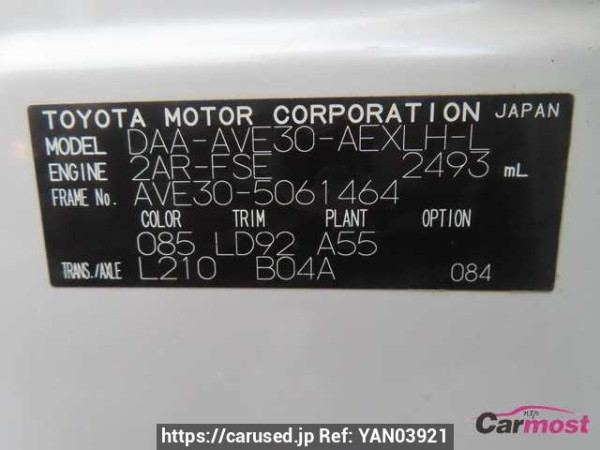 TOYOTA MOTOR CORPORATION JAPAN
MODEL DAA-AVE30-AEXLH-L
ENGINE 2AR-FSE 2493 mL
FRAME No. AVE30-5061464
COLOR TRIM PLANT OPTION
085 LD92 A55
TRANS./AXLE L210 B04A 084
Carmost
https://carused.jp Ref: YAN03921